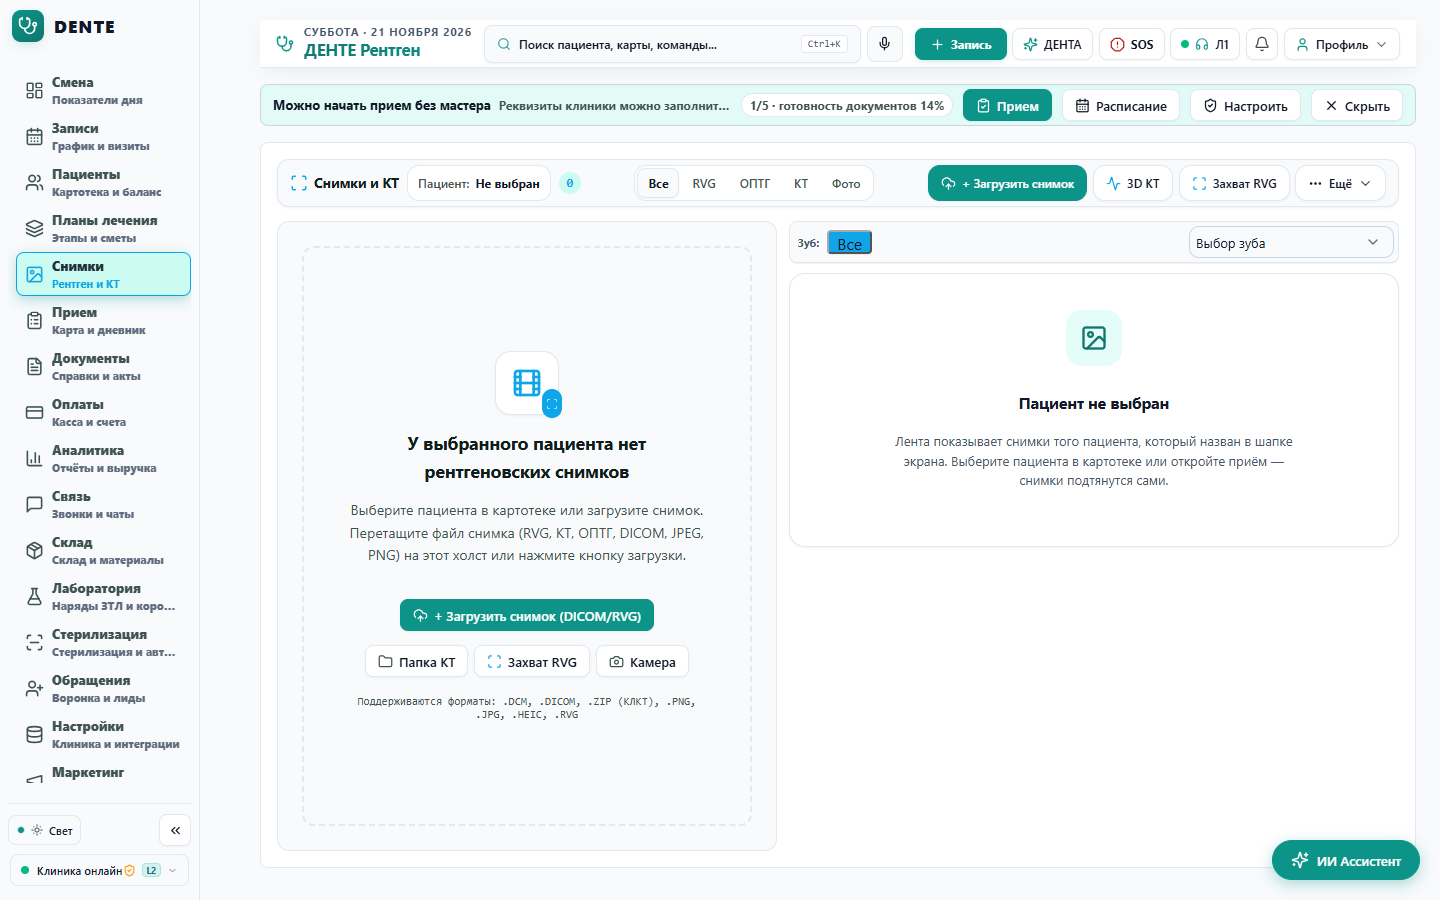 DENTE
Смена
Показатели дня
Записи
График и визиты
Пациенты
Картотека и баланс
Планы лечения
Этапы и сметы
Снимки
Рентген и КТ
Прием
Карта и дневник
Документы
Справки и акты
Оплаты
Касса и счета
Аналитика
Отчёты и выручка
Связь
Звонки и чаты
Склад
Склад и материалы
Лаборатория
Наряды ЗТЛ и коро...
Стерилизация
Стерилизация и авт...
Обращения
Воронка и лиды
Настройки
Клиника и интеграции
Маркетинг
Свет
Клиника онлайн L2
СУББОТА · 21 НОЯБРЯ 2026
ДЕНТЕ Рентген
Поиск пациента, карты, команды... Ctrl+K
Запись
ДЕНТА
SOS
Л1
Профиль
Можно начать прием без мастера Реквизиты клиники можно заполнит... 1/5 · готовность документов 14%
Прием
Расписание
Настроить
Скрыть
Снимки и КТ
Пациент: Не выбран
0
Все RVG ОПТГ КТ Фото
+ Загрузить снимок
3D КТ
Захват RVG
Ещё
У выбранного пациента нет
рентгеновских снимков
Выберите пациента в картотеке или загрузите снимок.
Перетащите файл снимка (RVG, КТ, ОПТГ, DICOM, JPEG,
PNG) на этот холст или нажмите кнопку загрузки.
+ Загрузить снимок (DICOM/RVG)
Папка КТ
Захват RVG
Камера
Поддерживаются форматы: .DCM, .DICOM, .ZIP (КЛКТ), .PNG,
.JPG, .HEIC, .RVG
Зуб: Все
Выбор зуба
Пациент не выбран
Лента показывает снимки того пациента, который назван в шапке
экрана. Выберите пациента в картотеке или откройте приём —
снимки подтянутся сами.
ИИ Ассистент